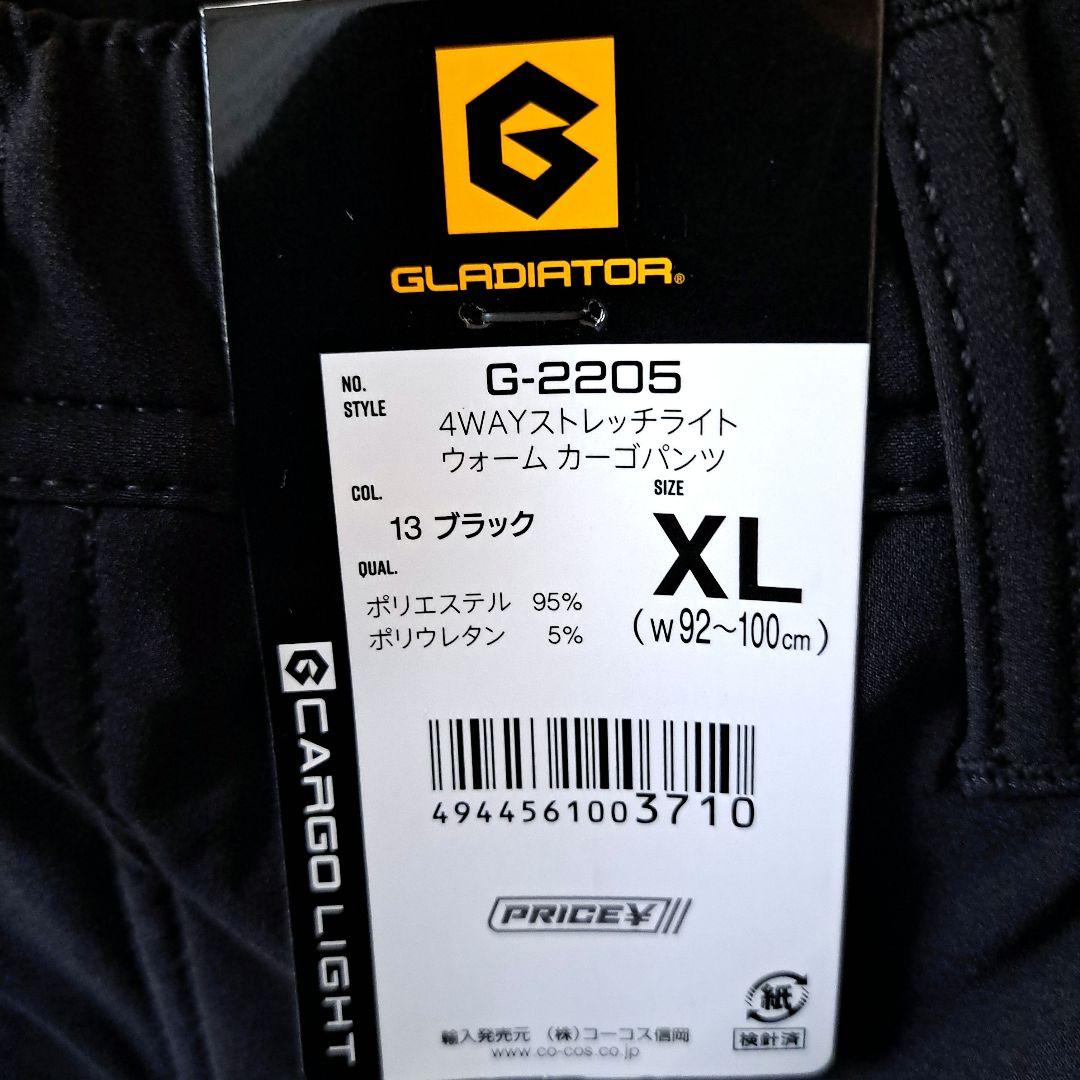 GLADIATOR®
NO.
STYLE
G-2205
4WAYストレッチライト
ウォーム カーゴパンツ
COL.
13 ブラック
SIZE
XL
(W92〜100cm)
QUAL.
ポリエステル 95%
ポリウレタン 5%
CARGO LIGHT
4944561003710
PRICE¥
紙
検針済
輸入発売元 (株)コーコス信岡
www.co-cos.co.jp